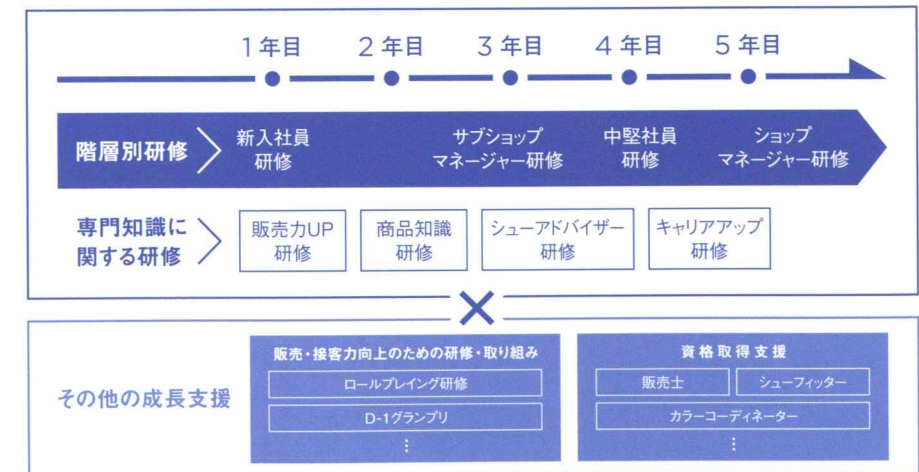 1年目 2年目 3年目 4年目 5年目
階層別研修
新入社員
研修
サブショップ
マネージャー研修
中堅社員
研修
ショップ
マネージャー研修
専門知識に
関する研修
販売力UP
研修
商品知識
研修
シューアドバイザー
研修
キャリアアップ
研修
×
その他の成長支援
販売・接客力向上のための研修・取り組み
ロールプレイング研修
D-1グランプリ
⋮
資格取得支援
販売士
シューフィッター
カラーコーディネーター
⋮